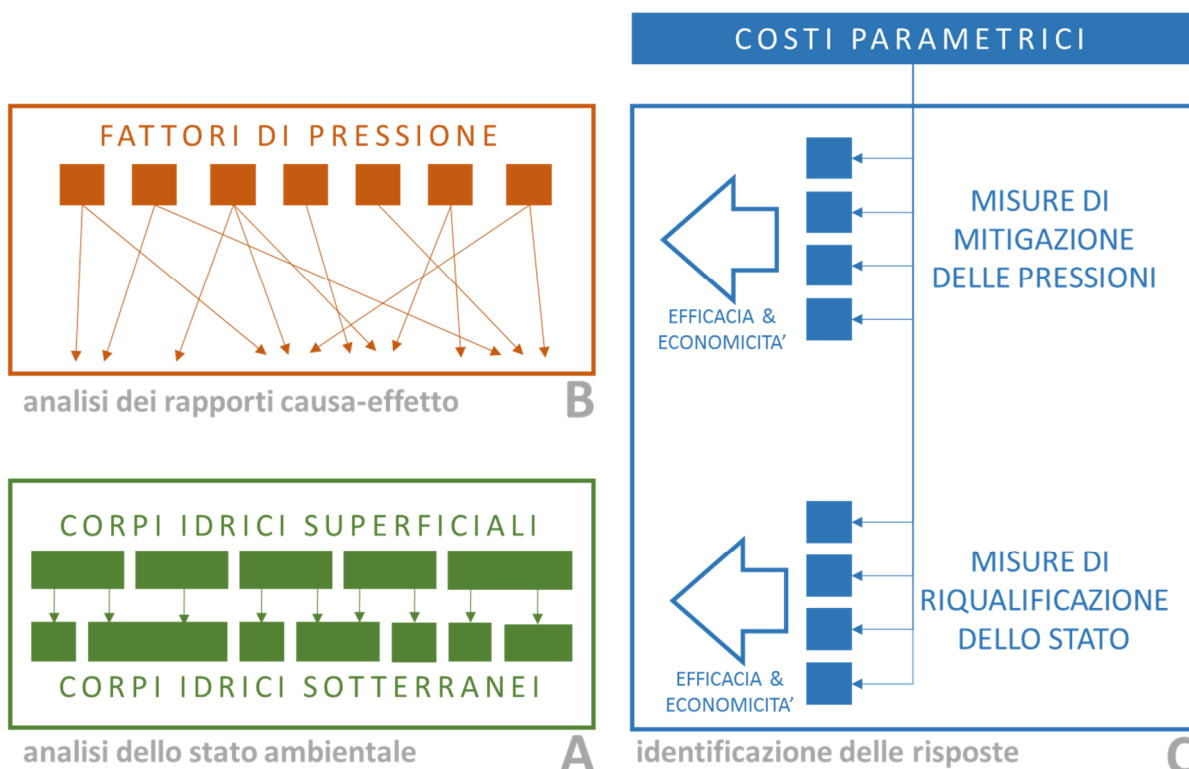 COSTI PARAMETRICI
FATTORI DI PRESSIONE
analisi dei rapporti causa-effetto
B
MISURE DI
MITIGAZIONE
DELLE PRESSIONI
EFFICACIA &
ECONOMICITA’
CORPI IDRICI SUPERFICIALI
CORPI IDRICI SOTTERRANEI
analisi dello stato ambientale
A
MISURE DI
RIQUALIFICAZIONE
DELLO STATO
EFFICACIA &
ECONOMICITA’
identificazione delle risposte
C